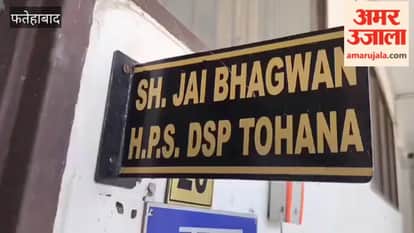 फतेहाबाद
अमर
उजाला
amarujala.com
SH. JAI BHAGWAN
H.P.S. DSP TOHANA